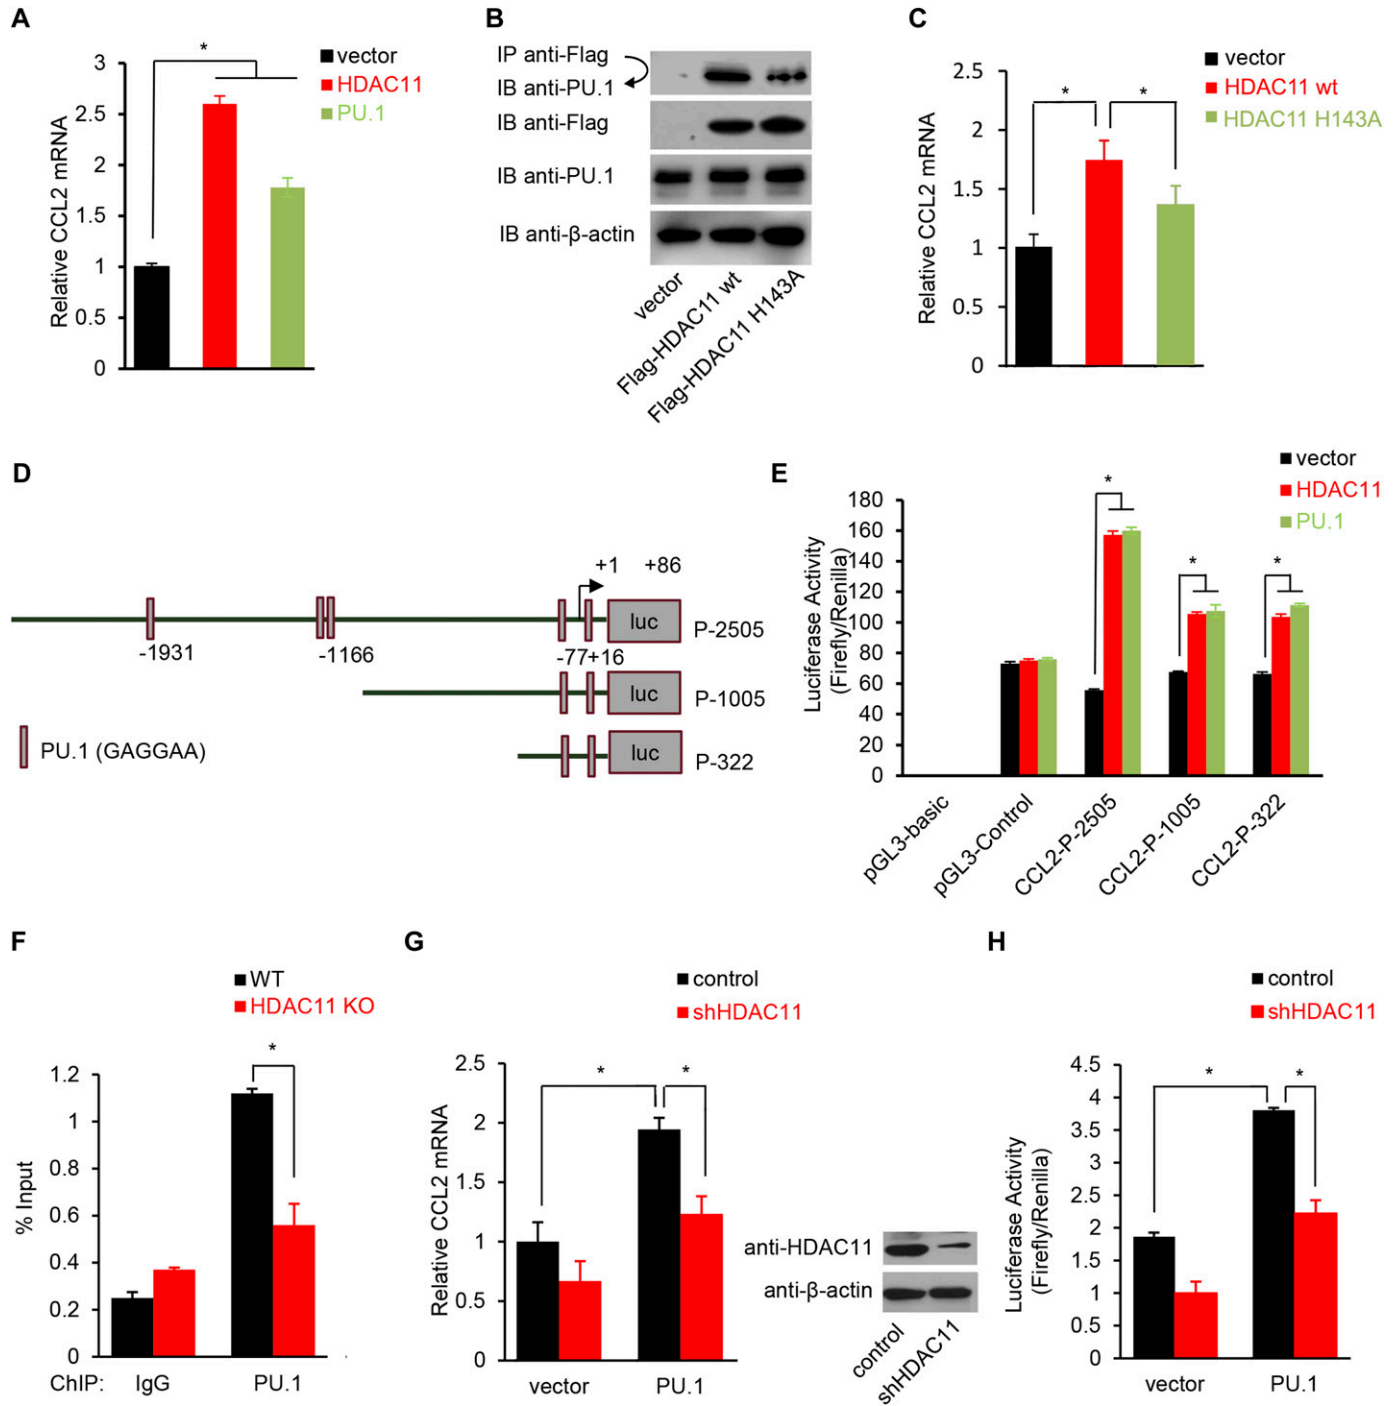 A
* 
vector
HDAC11
PU.1
Relative CCL2 mRNA
3
2.5
2
1.5
1
0.5
0
B
IP anti-Flag
IB anti-PU.1
IB anti-Flag
IB anti-PU.1
IB anti-β-actin
vector
Flag-HDAC11 wt
Flag-HDAC11 H143A
C
vector
HDAC11 wt
HDAC11 H143A
* *
Relative CCL2 mRNA
2.5
2
1.5
1
0.5
0
D
+1 +86
luc P-2505
-1931 -1166 -77+16
luc P-1005
luc P-322
PU.1 (GAGGAA)
E
vector
HDAC11
PU.1
* * *
Luciferase Activity
(Firefly/Renilla)
180
160
140
120
100
80
60
40
20
0
pGL3-basic
pGL3-Control
CCL2-P-2505
CCL2-P-1005
CCL2-P-322
F
WT
HDAC11 KO
*
% Input
1.2
1
0.8
0.6
0.4
0.2
0
ChIP: IgG PU.1
G
control
shHDAC11
* *
Relative CCL2 mRNA
2.5
2
1.5
1
0.5
0
vector PU.1
anti-HDAC11
anti-β-actin
control
shHDAC11
H
control
shHDAC11
* *
Luciferase Activity
(Firefly/Renilla)
4.5
4
3.5
3
2.5
2
1.5
1
0.5
0
vector PU.1